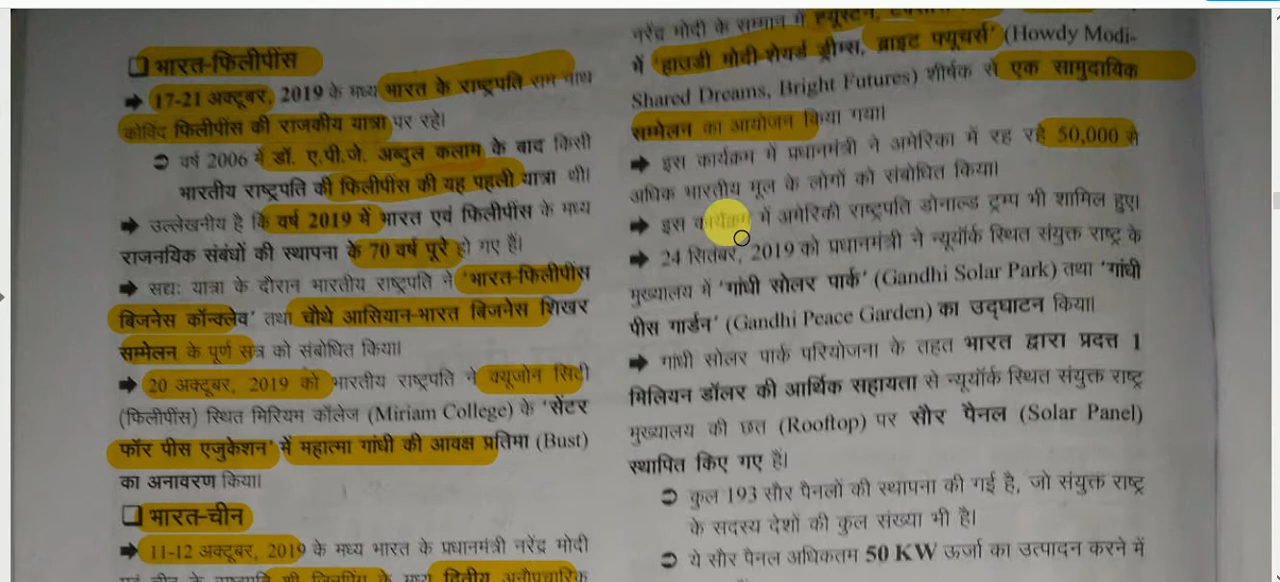 ❑ भारत-फिलीपींस
➡ 17-21 अक्टूबर, 2019 के मध्य भारत के राष्ट्रपति राम नाथ
कोविंद फिलीपींस की राजकीय यात्रा पर रहे।
➲ वर्ष 2006 में डॉ. ए.पी.जे. अब्दुल कलाम के बाद किसी
भारतीय राष्ट्रपति की फिलीपींस की यह पहली यात्रा थी।
➡ उल्लेखनीय है कि वर्ष 2019 में भारत एवं फिलीपींस के मध्य
राजनयिक संबंधों की स्थापना के 70 वर्ष पूरे हो गए हैं।
➡ सद्यः यात्रा के दौरान भारतीय राष्ट्रपति ने 'भारत-फिलीपींस
बिजनेस कॉन्क्लेव' तथा चौथे आसियान-भारत बिजनेस शिखर
सम्मेलन के पूर्ण सत्र को संबोधित किया।
➡ 20 अक्टूबर, 2019 को भारतीय राष्ट्रपति ने क्यूजोन सिटी
(फिलीपींस) स्थित मिरियम कॉलेज (Miriam College) के 'सेंटर
फॉर पीस एजुकेशन' में महात्मा गांधी की आवक्ष प्रतिमा (Bust)
का अनावरण किया।
❑ भारत-चीन
➡ 11-12 अक्टूबर, 2019 के मध्य भारत के प्रधानमंत्री नरेंद्र मोदी
के मध्य द्वितीय अनौपचारिक
नरेंद्र मोदी के सम्मान में ह्यूस्टन,
में 'हाउडी मोदी-शेयर्ड ड्रीम्स, ब्राइट फ्यूचर्स' (Howdy Modi-
Shared Dreams, Bright Futures) शीर्षक से एक सामुदायिक
सम्मेलन का आयोजन किया गया।
➡ इस कार्यक्रम में प्रधानमंत्री ने अमेरिका में रह रहे 50,000 से
अधिक भारतीय मूल के लोगों को संबोधित किया।
➡ इस कार्यक्रम में अमेरिकी राष्ट्रपति डोनाल्ड ट्रम्प भी शामिल हुए।
➡ 24 सितंबर, 2019 को प्रधानमंत्री ने न्यूयॉर्क स्थित संयुक्त राष्ट्र के
मुख्यालय में 'गांधी सोलर पार्क' (Gandhi Solar Park) तथा 'गांधी
पीस गार्डन' (Gandhi Peace Garden) का उद्घाटन किया।
➡ गांधी सोलर पार्क परियोजना के तहत भारत द्वारा प्रदत्त 1
मिलियन डॉलर की आर्थिक सहायता से न्यूयॉर्क स्थित संयुक्त राष्ट्र
मुख्यालय की छत (Rooftop) पर सौर पैनल (Solar Panel)
स्थापित किए गए हैं।
➲ कुल 193 सौर पैनलों की स्थापना की गई है, जो संयुक्त राष्ट्र
के सदस्य देशों की कुल संख्या भी है।
➲ ये सौर पैनल अधिकतम 50 KW ऊर्जा का उत्पादन करने में